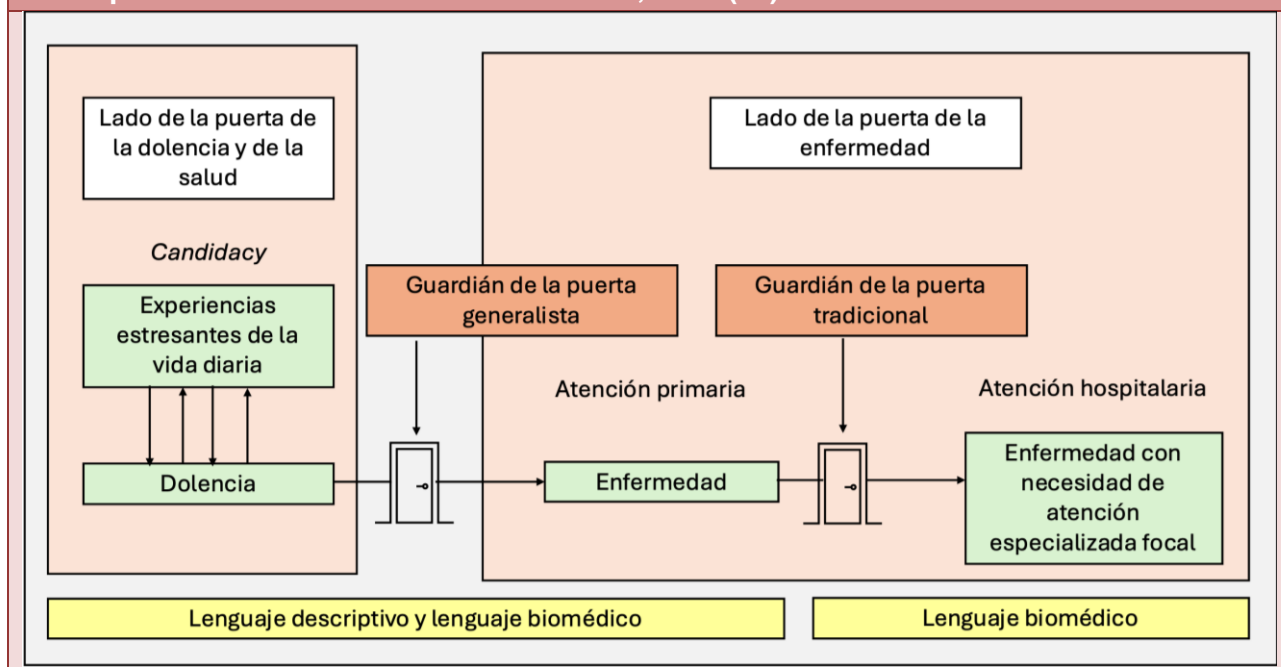 Lado de la puerta de
la dolencia y de la
salud
Lado de la puerta de la
enfermedad
Candidacy
Experiencias
estresantes de la
vida diaria
Guardián de la puerta
generalista
Guardián de la puerta
tradicional
Atención primaria
Atención hospitalaria
Dolencia
Enfermedad
Enfermedad con
necesidad de
atención
especializada focal
Lenguaje descriptivo y lenguaje biomédico
Lenguaje biomédico